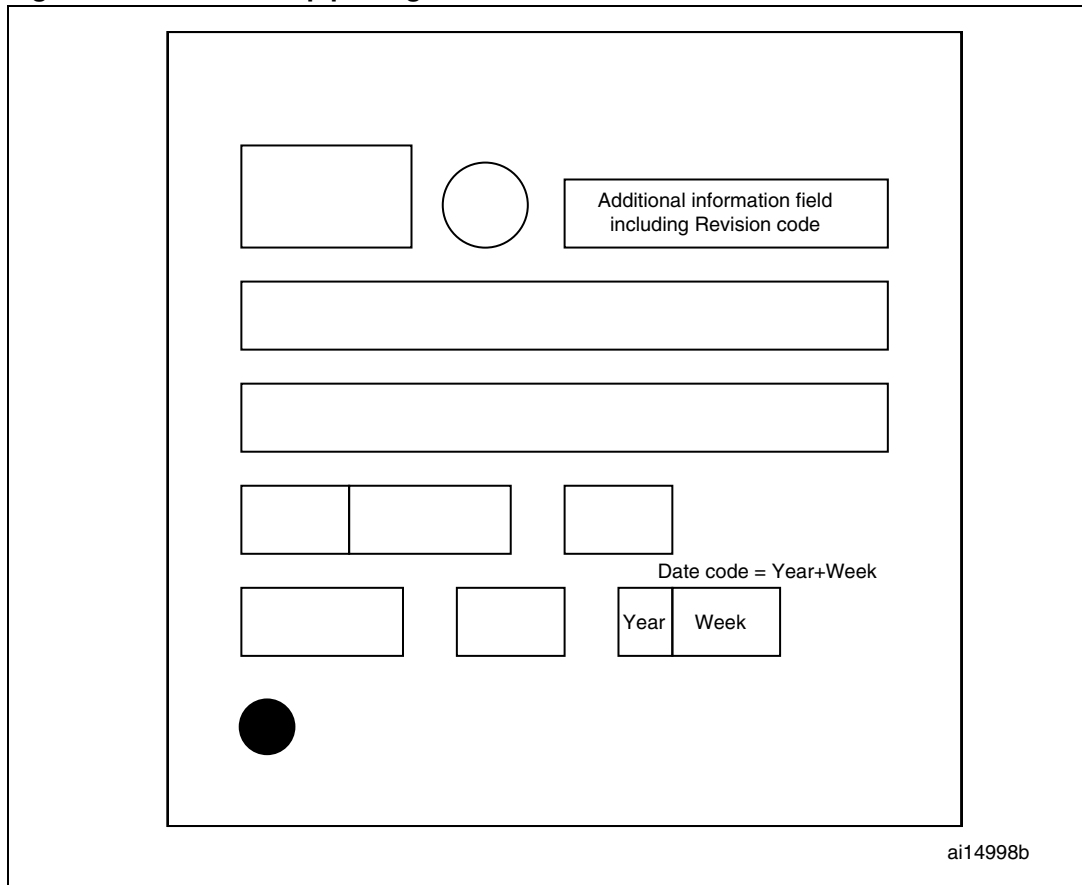 Additional information field
including Revision code
Date code = Year+Week
Year Week
ai14998b